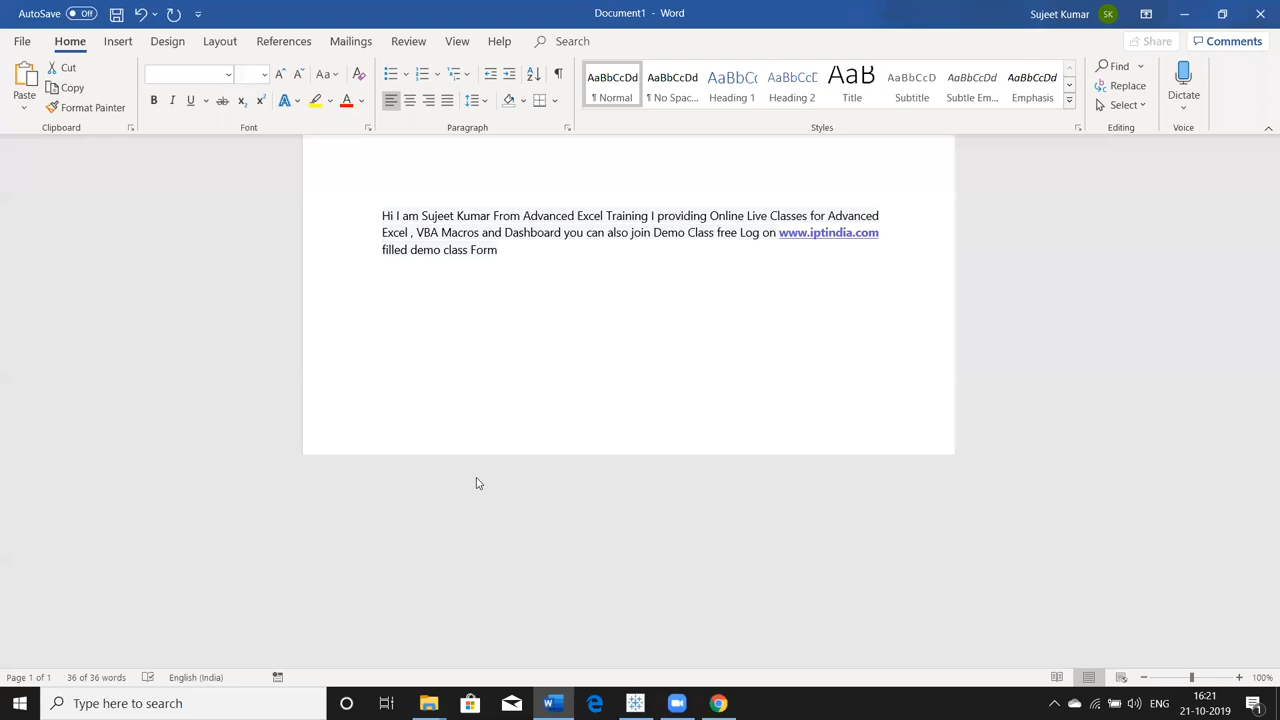 AutoSave Off Document1 - Word Sujeet Kumar SK
File Home Insert Design Layout References Mailings Review View Help Search Share Comments
Paste Cut Copy Format Painter
Aa
B I U ab x2 x2 A A
AaBbCcDd AaBbCcDd AaBbCc AaBbCcD AaB AaBbCcD AaBbCcDd AaBbCcDd
¶ Normal ¶ No Spac... Heading 1 Heading 2 Title Subtitle Subtle Em... Emphasis
Find Replace Select Dictate
Clipboard Font Paragraph Styles Editing Voice
Hi I am Sujeet Kumar From Advanced Excel Training I providing Online Live Classes for Advanced
Excel , VBA Macros and Dashboard you can also join Demo Class free Log on www.iptindia.com
filled demo class Form
Page 1 of 1 36 of 36 words English (India) 100%
Type here to search ENG 16:21
21-10-2019